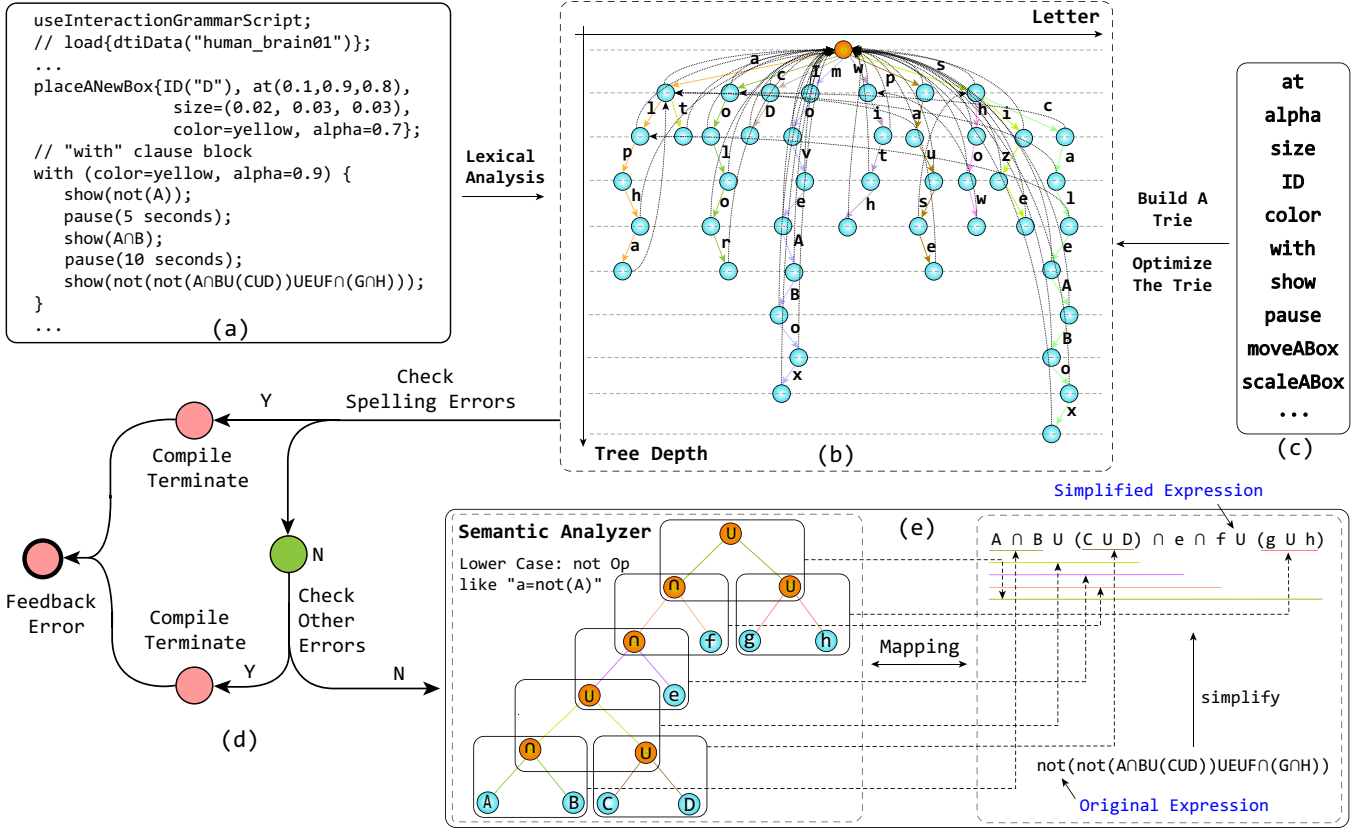 useInteractionGrammarScript;
// load{dtiData("human_brain01")};
...
placeANewBox{ID("D"), at(0.1,0.9,0.8),
size=(0.02, 0.03, 0.03),
color=yellow, alpha=0.7};
// "with" clause block
with (color=yellow, alpha=0.9) {
show(not(A));
pause(5 seconds);
show(A∩B);
pause(10 seconds);
show(not(not(A∩BU(CUD))UEUF∩(G∩H)));
}
...
(a)
Lexical
Analysis
Letter
a c I m w p s
l t o D o i a h i c
p l v t u o z a
h o e h s w e l
a r A e e
B A
o B
x o
x
Tree Depth
(b)
Build A
Trie
Optimize
The Trie
at
alpha
size
ID
color
with
show
pause
moveABox
scaleABox
...
(c)
Check
Spelling Errors
Y
Compile
Terminate
N
Check
Other
Errors
Feedback
Error
Compile
Terminate
Y
N
(d)
Semantic Analyzer
Lower Case: not Op
like "a=not(A)"
U
∩ U
∩ f g h
U e
∩ U
A B C D
(e)
Mapping
Simplified Expression
A ∩ B U (C U D) ∩ e ∩ f U (g U h)
simplify
not(not(A∩BU(CUD))UEUF∩(G∩H))
Original Expression